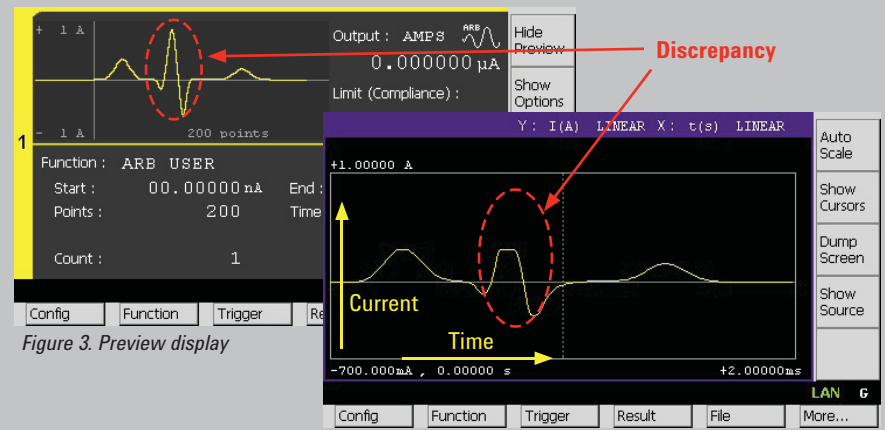 + 1 A
Output : AMPS ARB
0.000000 µA
Limit (Compliance) :
Hide
Preview
Show
Options
Discrepancy
- 1 A
200 points
1
Function : ARB USER
Start : 00.00000 nA End :
Points : 200 Time
Count : 1
Config Function Trigger Re
Figure 3. Preview display
Y: I(A) LINEAR X: t(s) LINEAR
+1.00000 A
Current
Time
-700.000mA , 0.00000 s +2.00000ms
Auto
Scale
Show
Cursors
Dump
Screen
Show
Source
LAN G
Config Function Trigger Result File More...